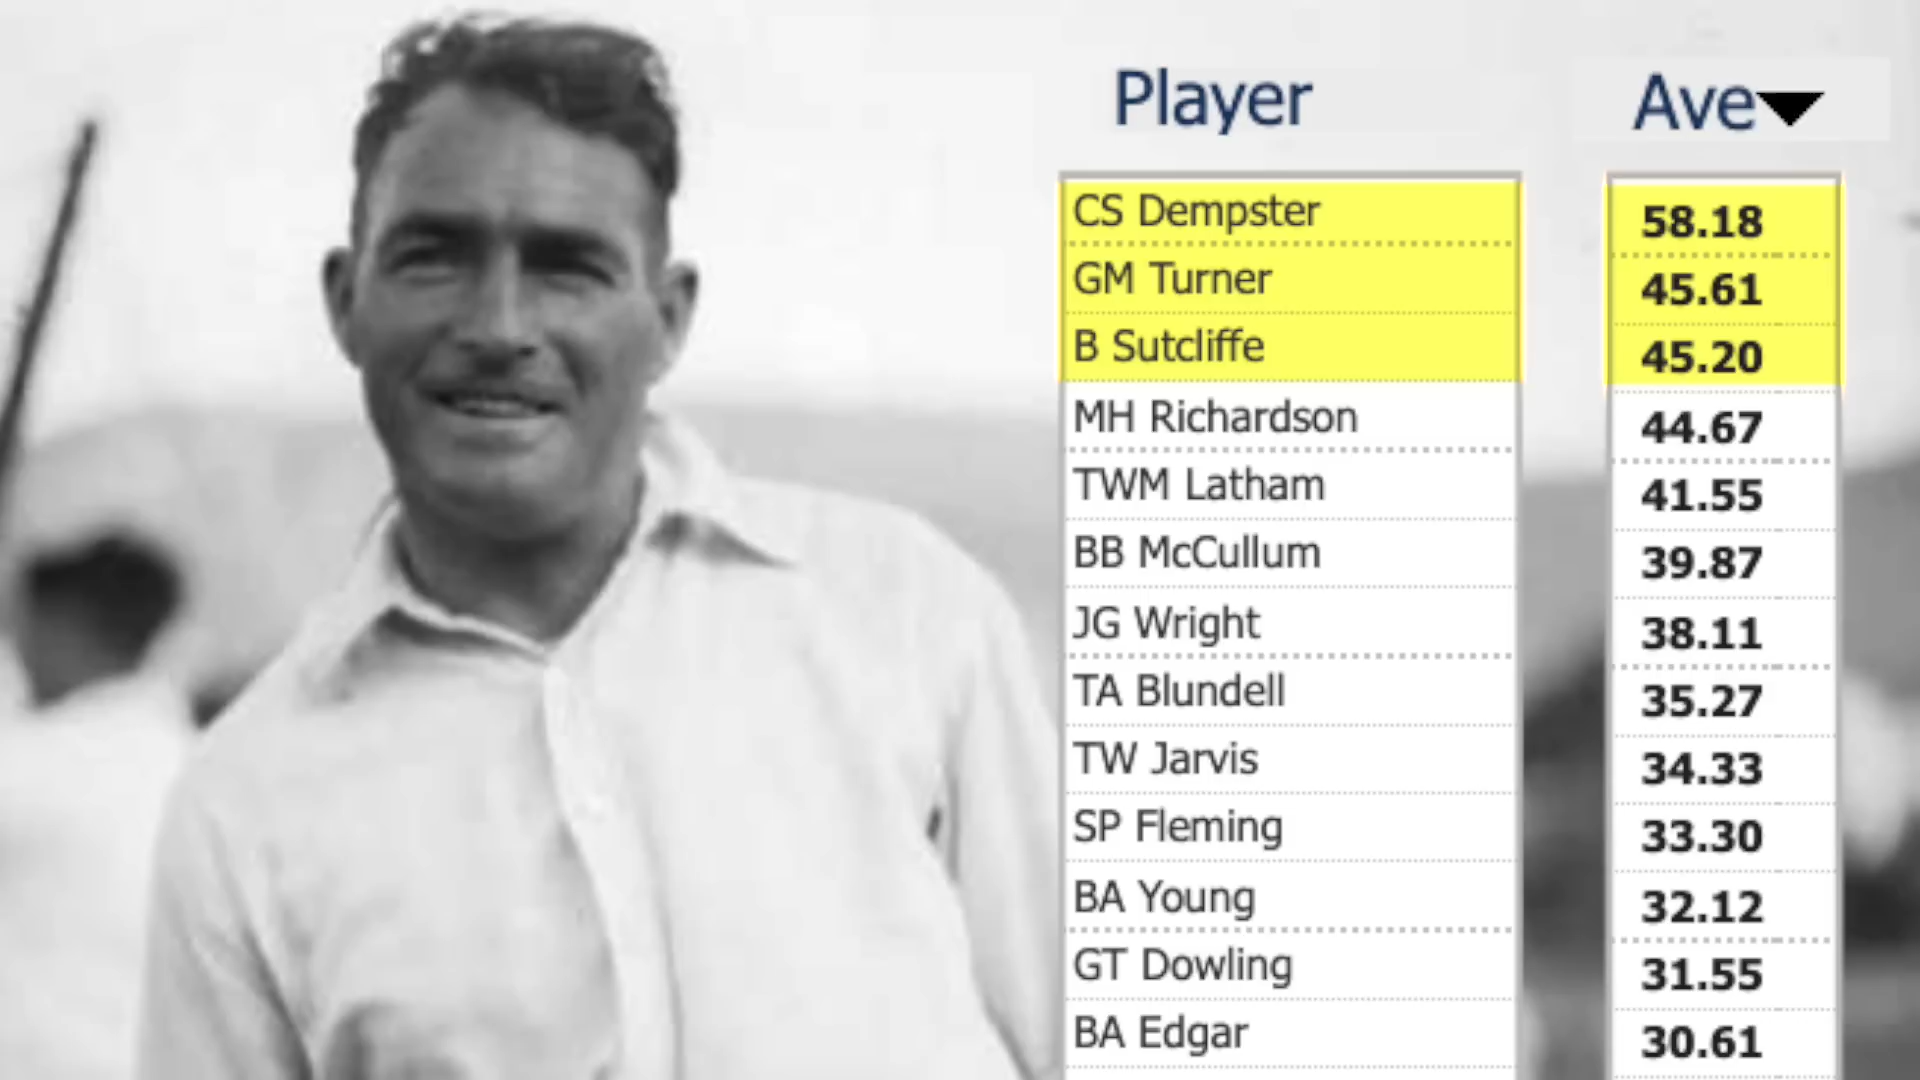 Player Ave
CS Dempster 58.18
GM Turner 45.61
B Sutcliffe 45.20
MH Richardson 44.67
TWM Latham 41.55
BB McCullum 39.87
JG Wright 38.11
TA Blundell 35.27
TW Jarvis 34.33
SP Fleming 33.30
BA Young 32.12
GT Dowling 31.55
BA Edgar 30.61